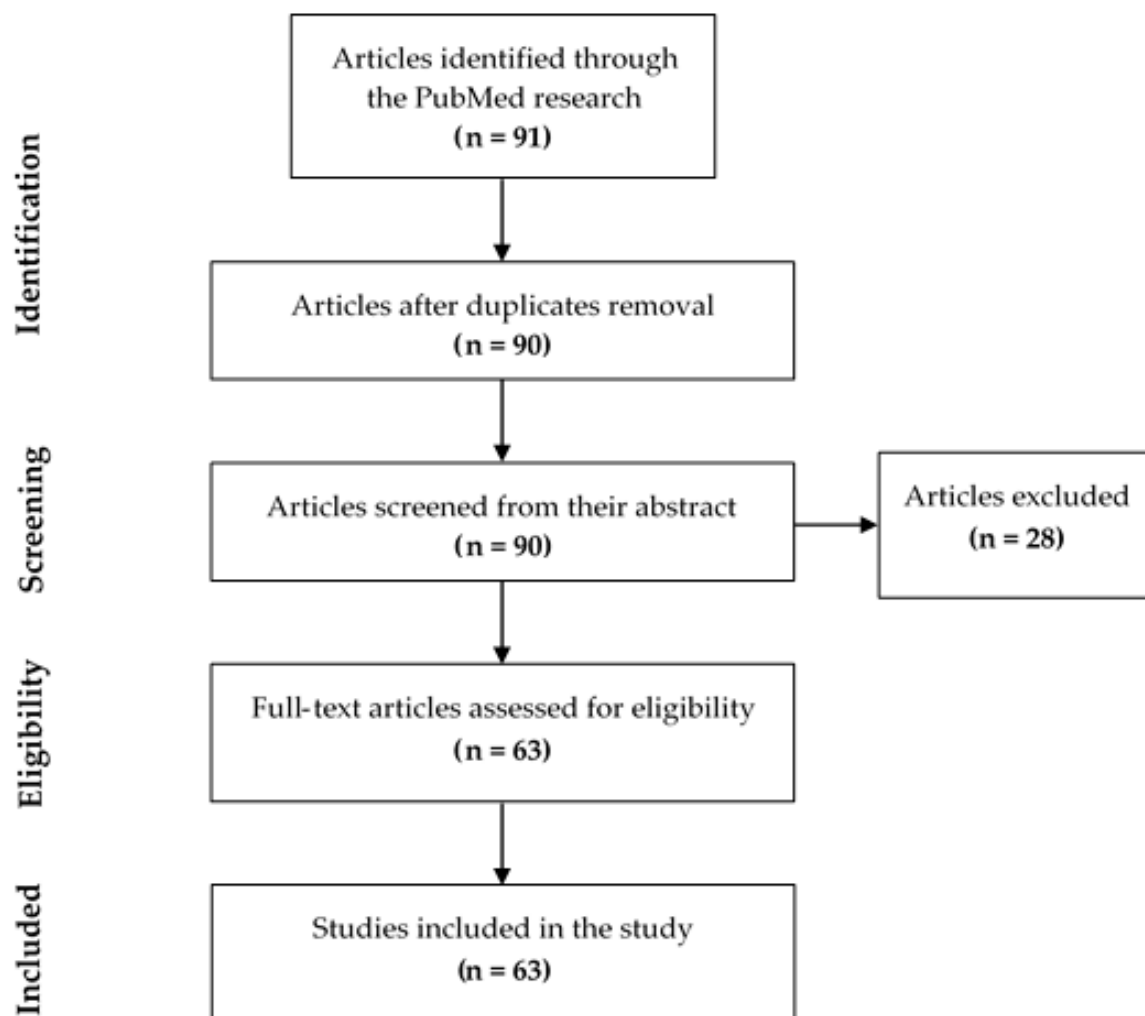 Identification
Articles identified through
the PubMed research
(n = 91)
Articles after duplicates removal
(n = 90)
Screening
Articles screened from their abstract
(n = 90)
Articles excluded
(n = 28)
Eligibility
Full-text articles assessed for eligibility
(n = 63)
Included
Studies included in the study
(n = 63)